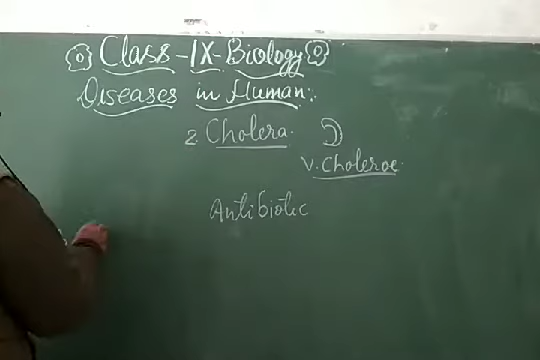 Class-IX-Biology
Diseases in Human:
2. Cholera.
V. Choleroe
Antibiotic